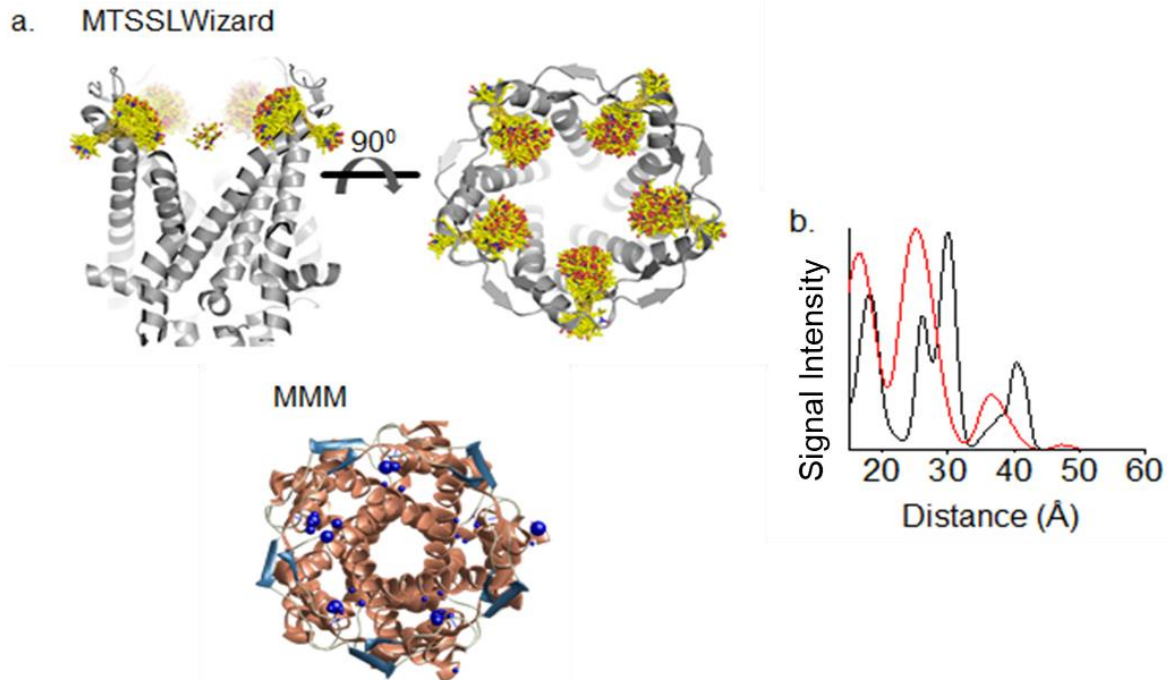 a. MTSSLWizard
90⁰
MMM
b.
Signal Intensity
20 30 40 50 60
Distance (Å)